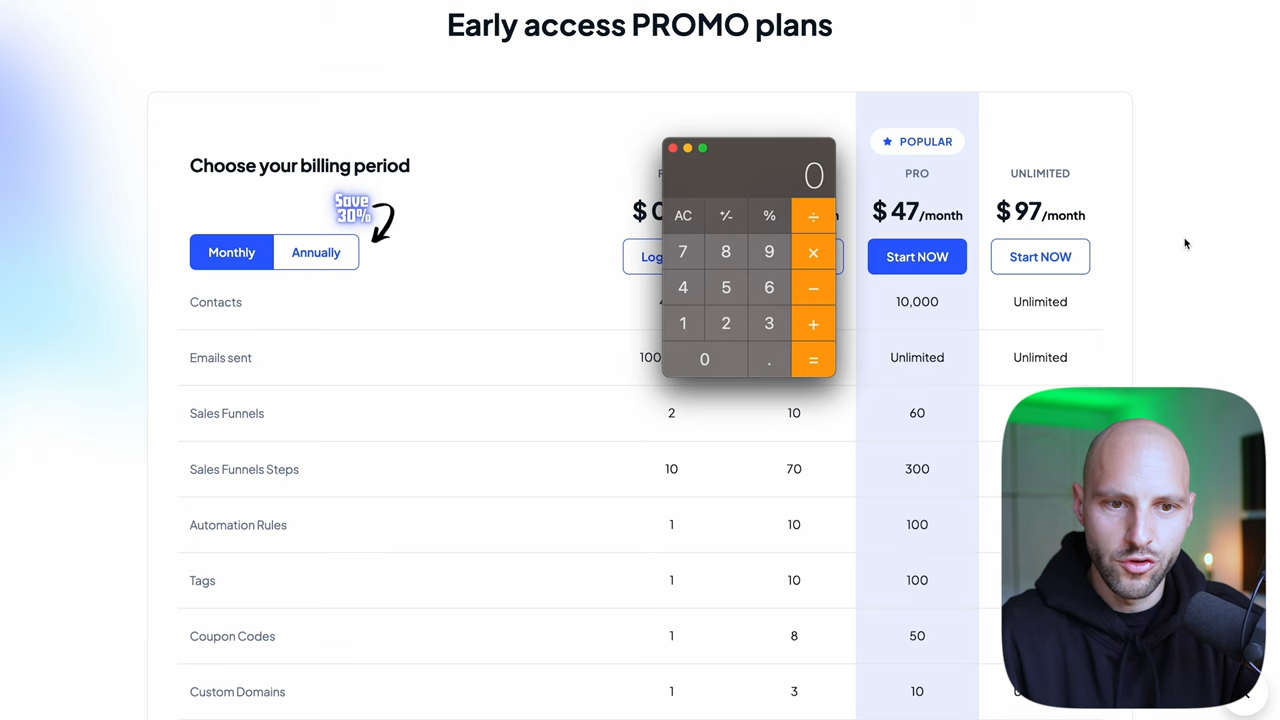 Early access PROMO plans
Choose your billing period
Save
30%
Monthly
Annually
$ 0
POPULAR
PRO
$ 47/month
Start NOW
UNLIMITED
$ 97/month
Start NOW
0
AC +/- % ÷
7 8 9 ×
4 5 6 −
1 2 3 +
0 . =
Contacts 10,000 Unlimited
Emails sent Unlimited Unlimited
Sales Funnels 2 10 60
Sales Funnels Steps 10 70 300
Automation Rules 1 10 100
Tags 1 10 100
Coupon Codes 1 8 50
Custom Domains 1 3 10